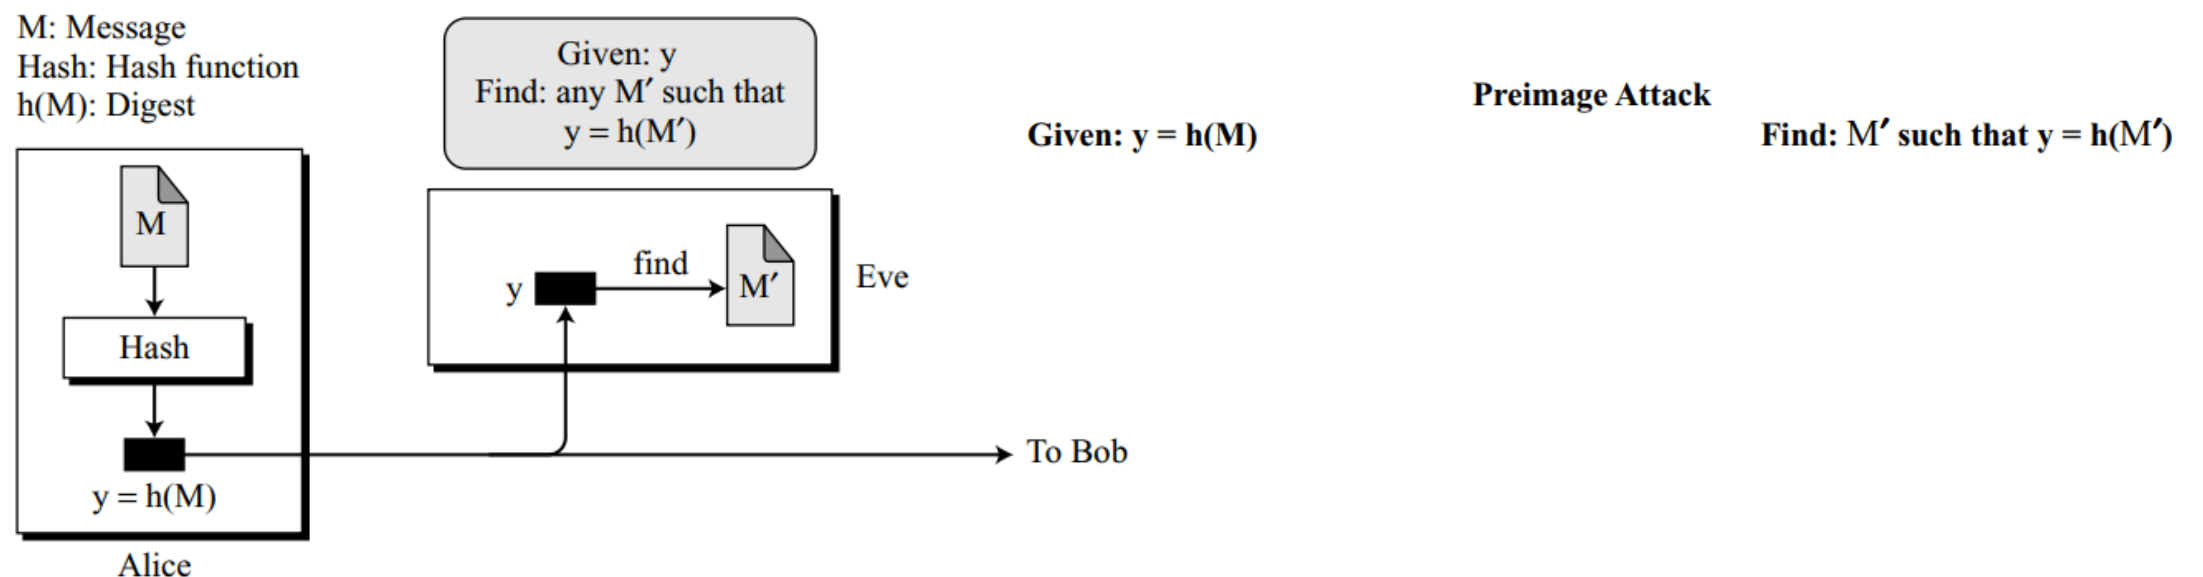 M: Message
Hash: Hash function
h(M): Digest
Given: y
Find: any M′ such that
y = h(M′)
Preimage Attack
Given: y = h(M)
Find: M′ such that y = h(M′)
M
Hash
y = h(M)
Alice
y
find
M′
Eve
To Bob